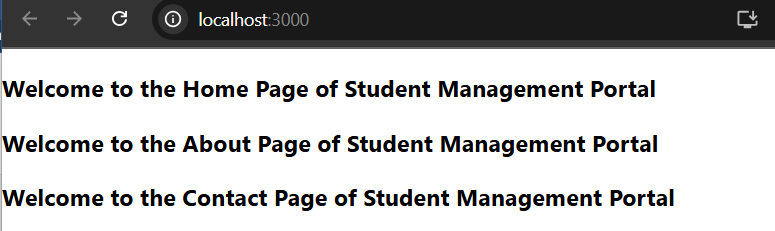 localhost:3000
Welcome to the Home Page of Student Management Portal
Welcome to the About Page of Student Management Portal
Welcome to the Contact Page of Student Management Portal